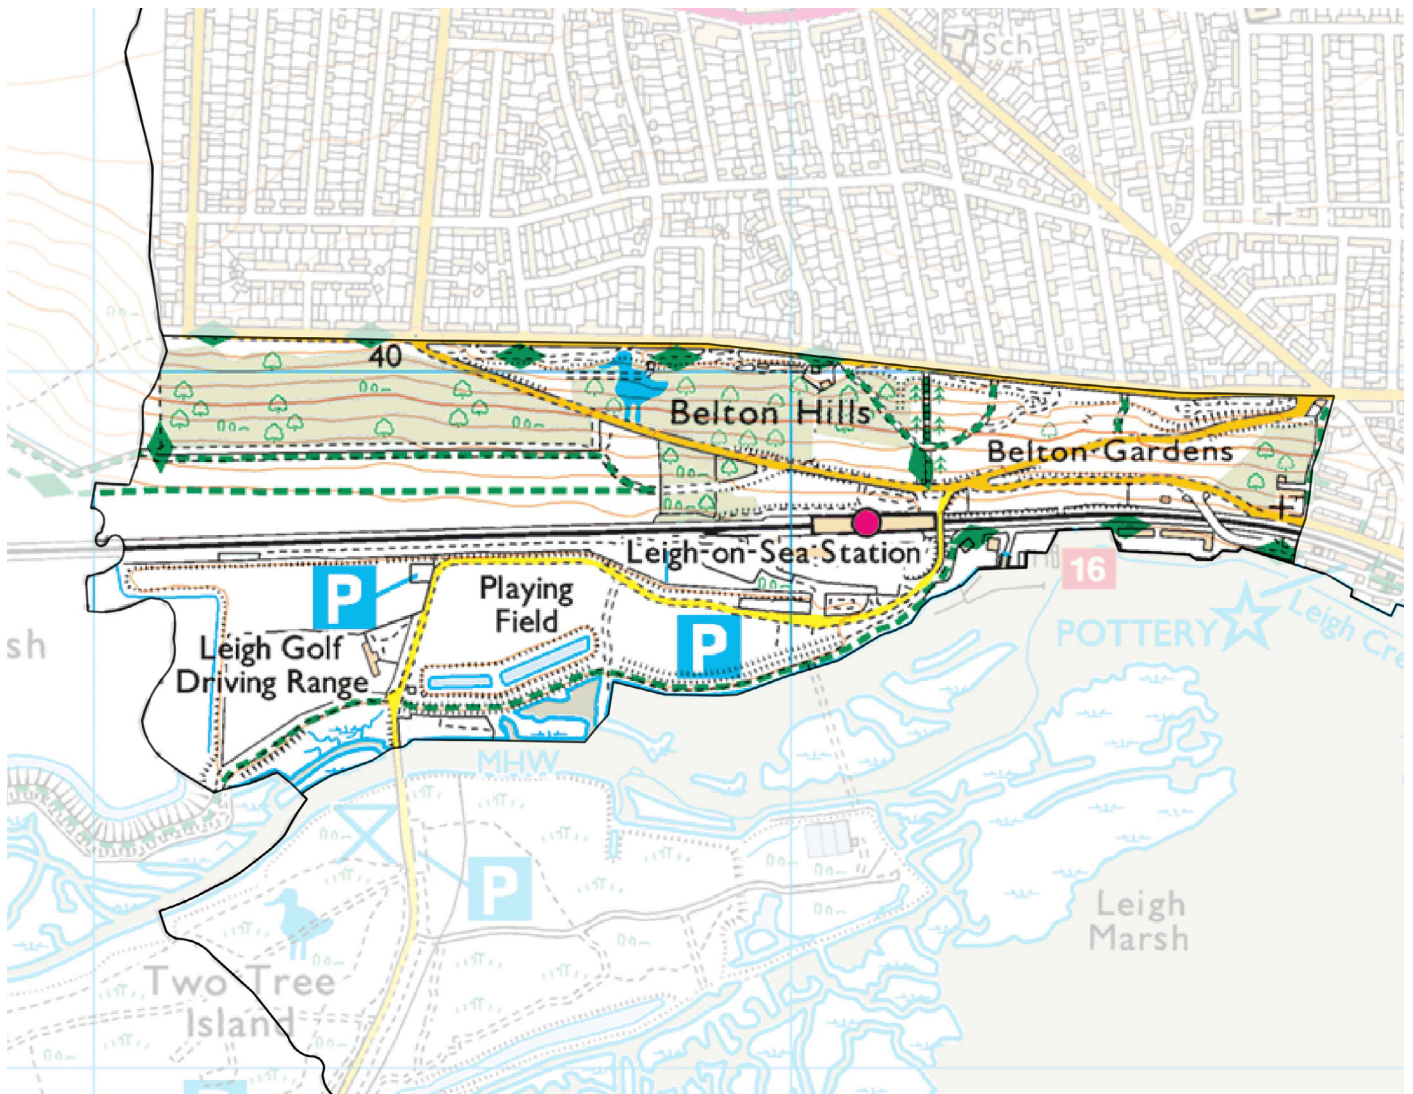 Sch
40
Belton Hills
Belton Gardens
Leigh-on-Sea Station
16
P
Playing
Field
P
Leigh Golf
Driving Range
POTTERY
Leigh Cre
sh
MHW
P
Leigh
Marsh
Two Tree
Island